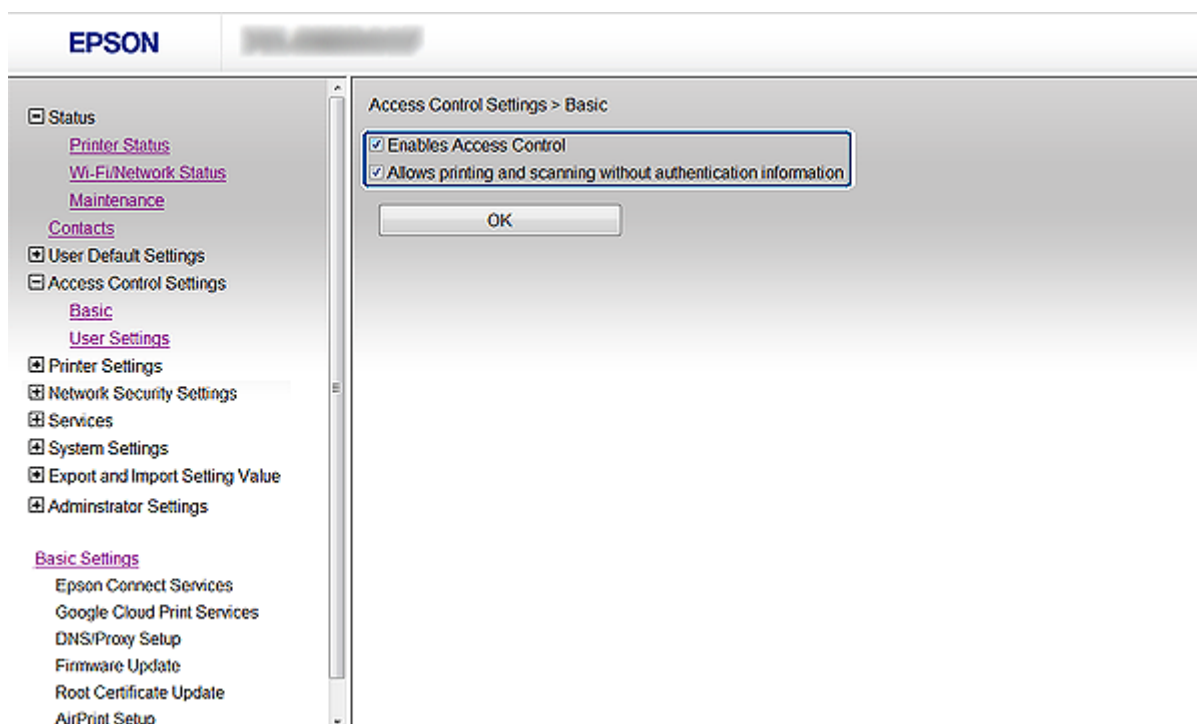 EPSON
Status
Printer Status
Wi-Fi/Network Status
Maintenance
Contacts
User Default Settings
Access Control Settings
Basic
User Settings
Printer Settings
Network Security Settings
Services
System Settings
Export and Import Setting Value
Adminstrator Settings
Basic Settings
Epson Connect Services
Google Cloud Print Services
DNS/Proxy Setup
Firmware Update
Root Certificate Update
AirPrint Setup
Access Control Settings > Basic
Enables Access Control
Allows printing and scanning without authentication information
OK